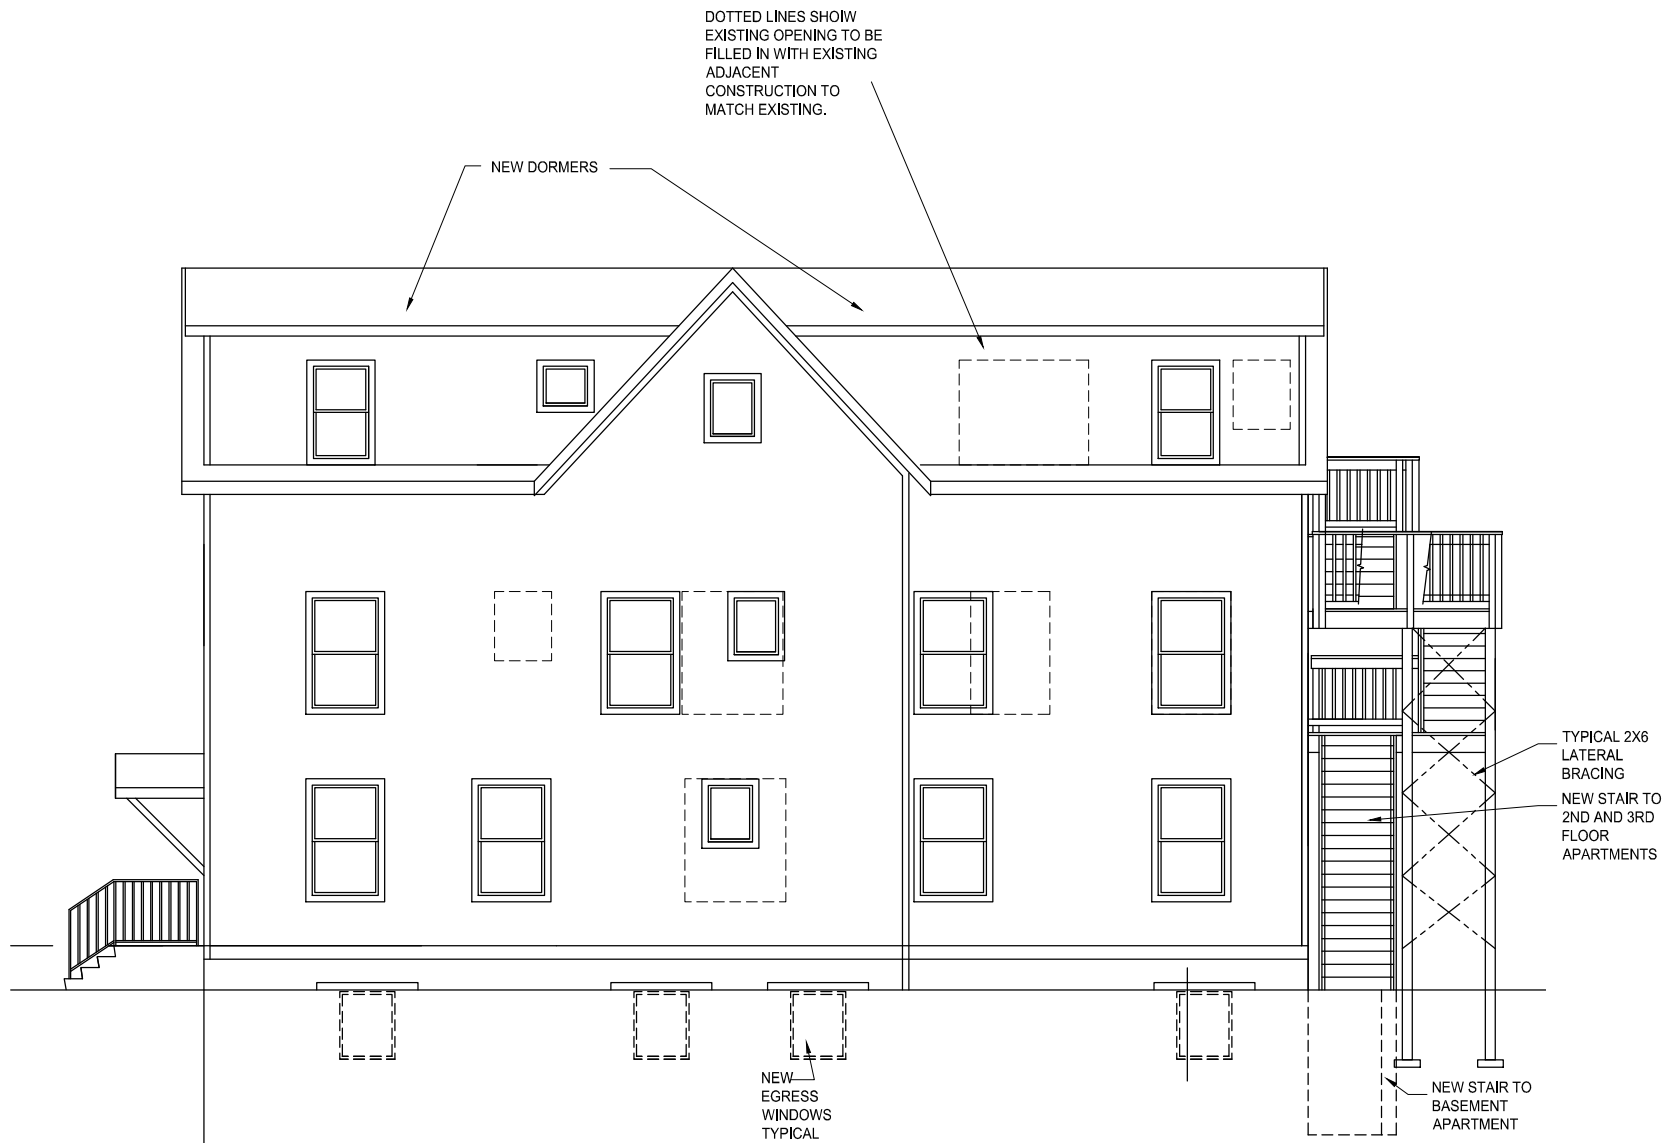 DOTTED LINES SHOIW
EXISTING OPENING TO BE
FILLED IN WITH EXISTING
ADJACENT
CONSTRUCTION TO
MATCH EXISTING.
NEW DORMERS
TYPICAL 2X6
LATERAL
BRACING
NEW STAIR TO
2ND AND 3RD
FLOOR
APARTMENTS
NEW
EGRESS
WINDOWS
TYPICAL
NEW STAIR TO
BASEMENT
APARTMENT